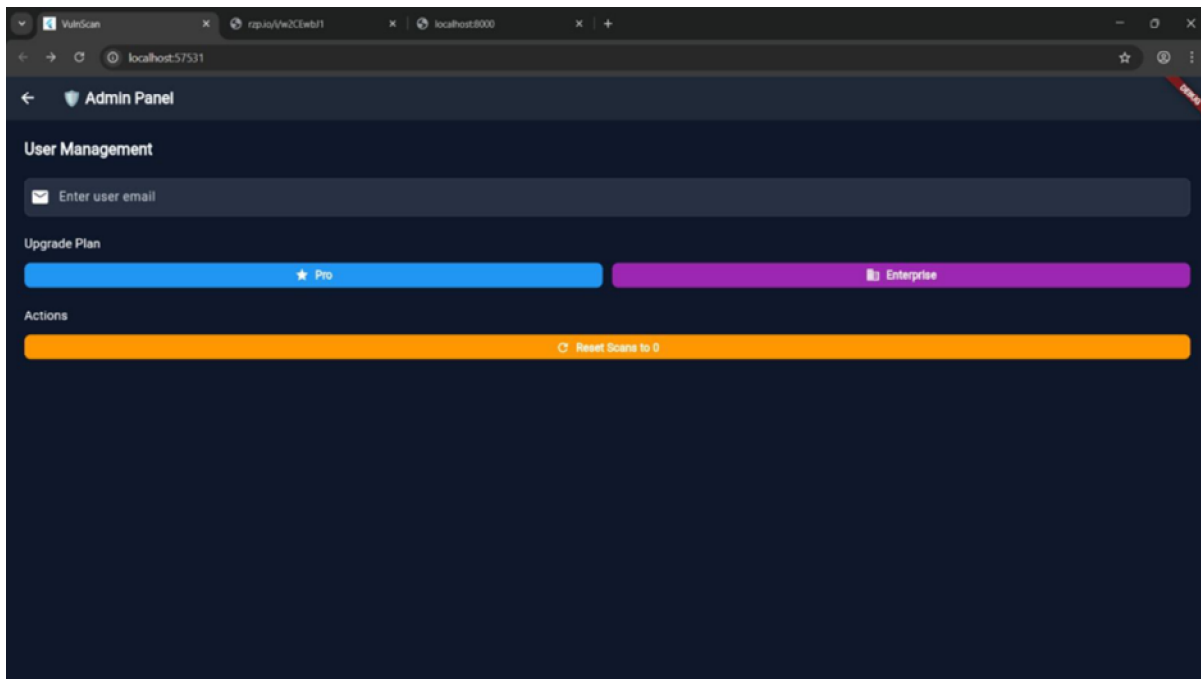 VulnScan
localhost:8000
localhost:57531
Admin Panel
DEBUG
User Management
Enter user email
Upgrade Plan
Pro
Enterprise
Actions
Reset Scans to 0